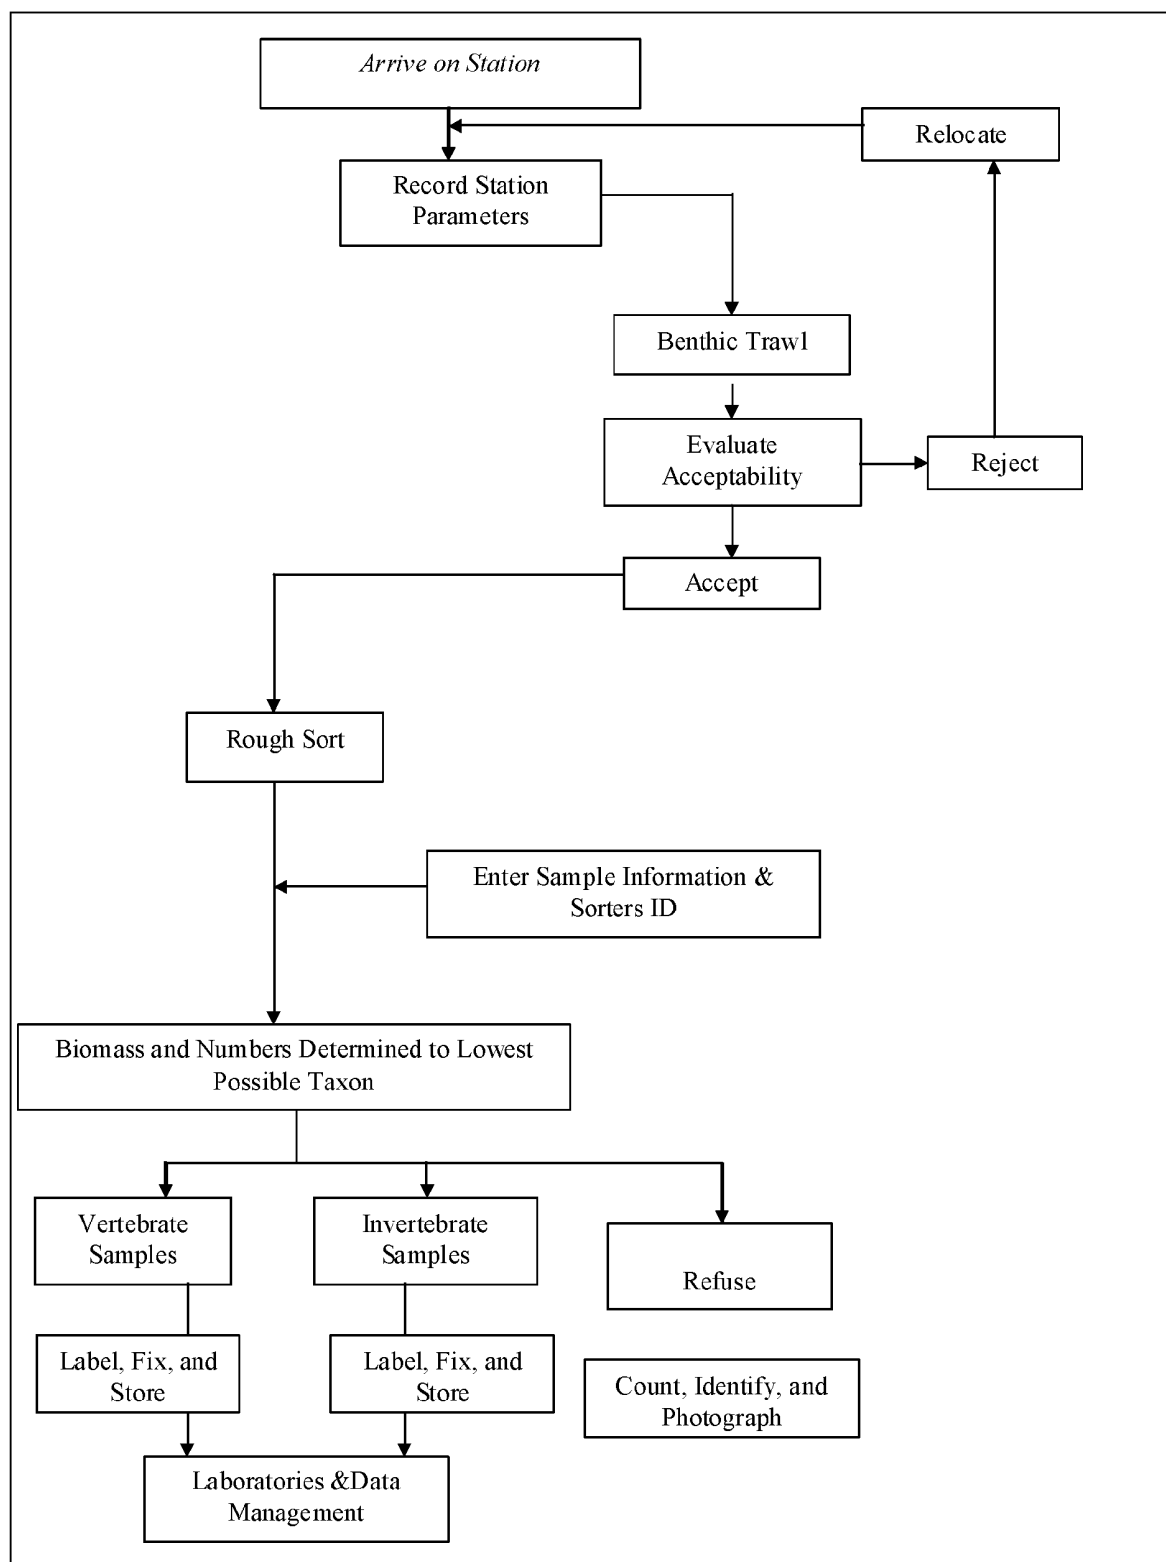 Arrive on Station
Relocate
Record Station
Parameters
Benthic Trawl
Evaluate
Acceptability
Reject
Accept
Rough Sort
Enter Sample Information &
Sorters ID
Biomass and Numbers Determined to Lowest
Possible Taxon
Vertebrate
Samples
Invertebrate
Samples
Refuse
Label, Fix, and
Store
Label, Fix, and
Store
Count, Identify, and
Photograph
Laboratories &Data
Management